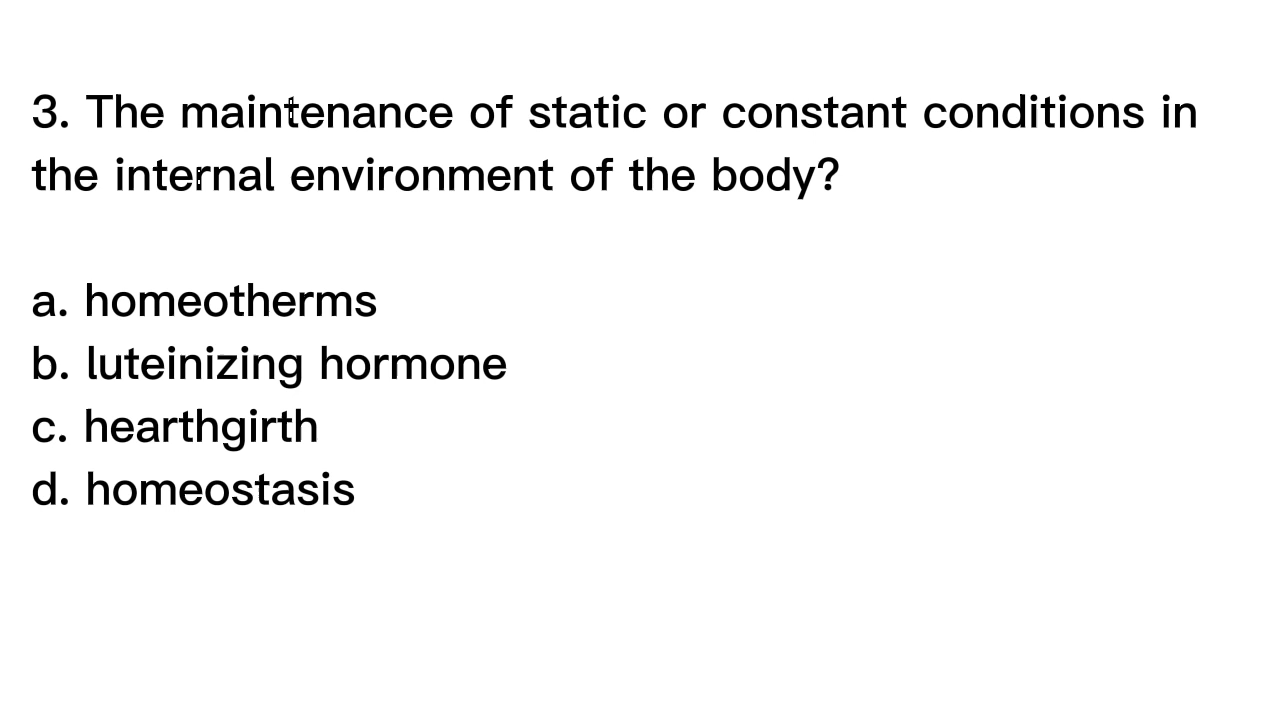 3. The maintenance of static or constant conditions in
the internal environment of the body?
a. homeotherms
b. luteinizing hormone
c. hearthgirth
d. homeostasis